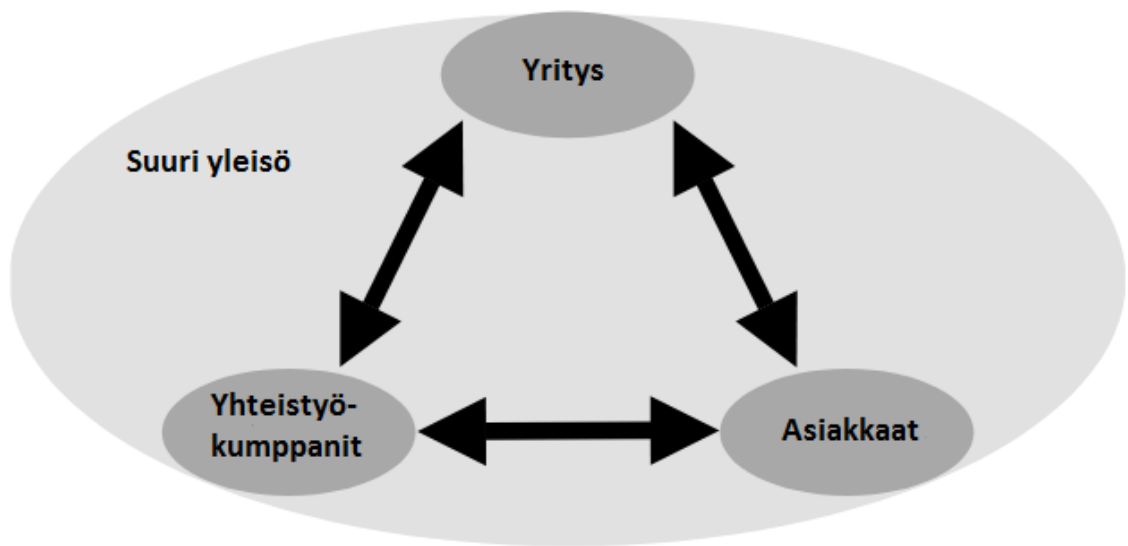 Yritys
Suuri yleisö
Yhteistyö-
kumppanit
Asiakkaat